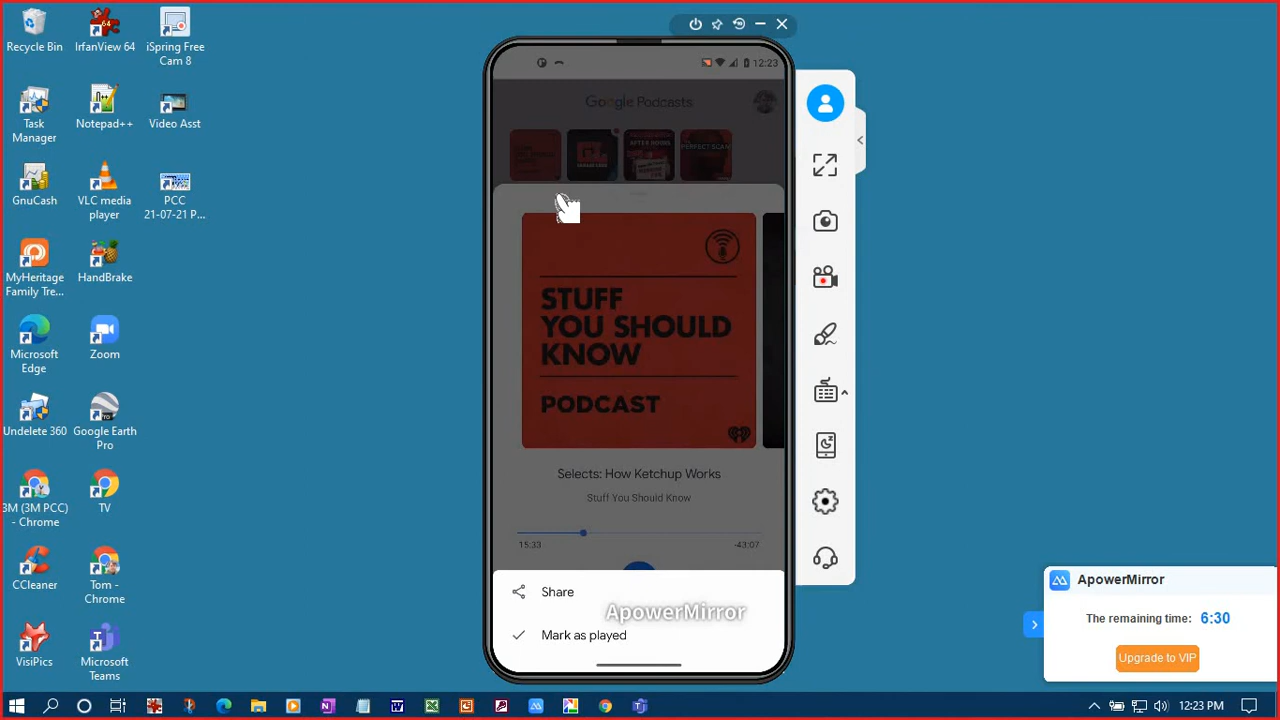 Recycle Bin
IrfanView 64
iSpring Free
Cam 8
Task
Manager
Notepad++
Video Asst
GnuCash
VLC media
player
PCC
21-07-21 P...
MyHeritage
Family Tre...
HandBrake
Microsoft
Edge
Zoom
Undelete 360
Google Earth
Pro
3M (3M PCC)
- Chrome
TV
CCleaner
Tom -
Chrome
VisiPics
Microsoft
Teams
12:23
Google Podcasts
AFTER HOURS
PERFECT SCAM
STUFF
YOU SHOULD
KNOW
PODCAST
Selects: How Ketchup Works
Stuff You Should Know
15:33
-43:07
Share
ApowerMirror
Mark as played
ApowerMirror
The remaining time: 6:30
Upgrade to VIP
12:23 PM